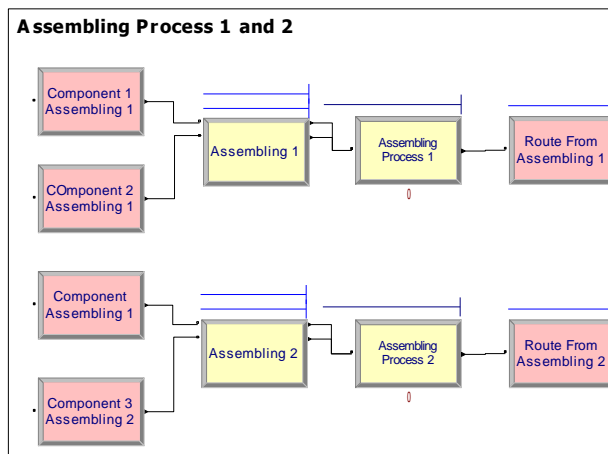 Assembling Process 1 and 2
Component 1
Assembling 1
Assembling 1
Assembling
Process 1
Route From
Assembling 1
COmponent 2
Assembling 1
0
Component
Assembling 1
Assembling 2
Assembling
Process 2
Route From
Assembling 2
Component 3
Assembling 2
0